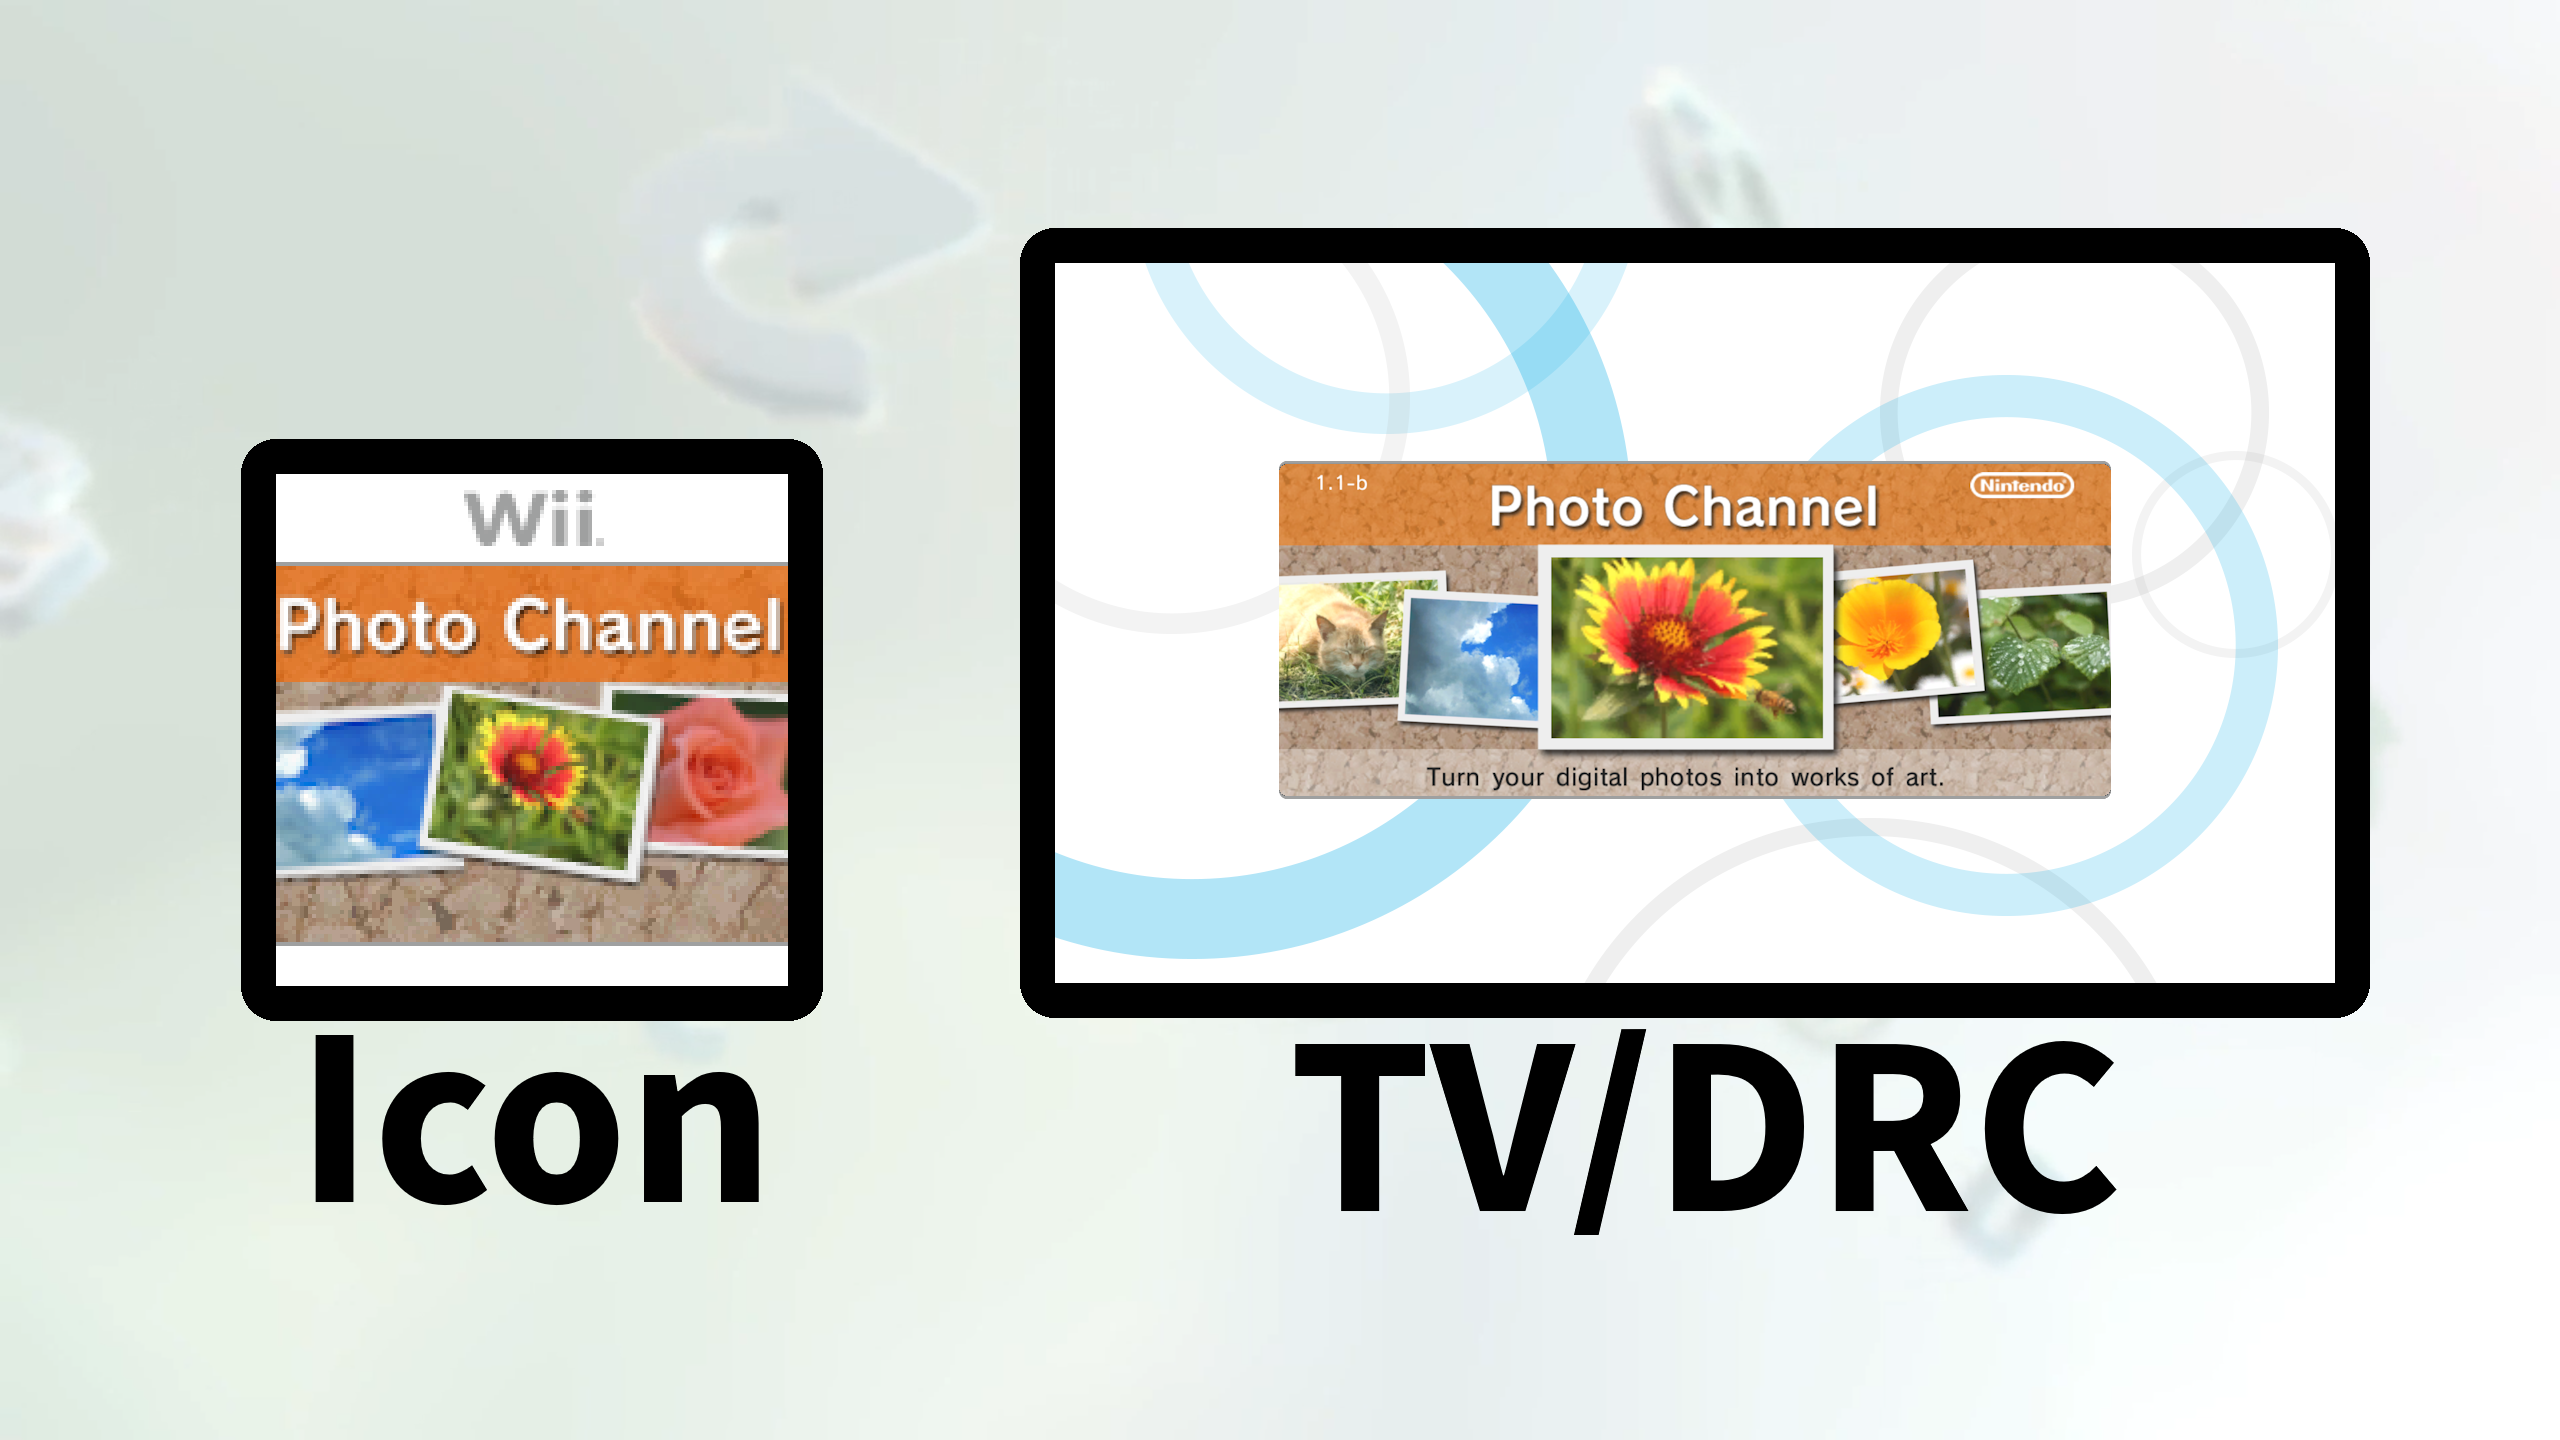 Wii.
Photo Channel
Icon
1.1-b
Photo Channel
Nintendo®
Turn your digital photos into works of art.
TV/DRC